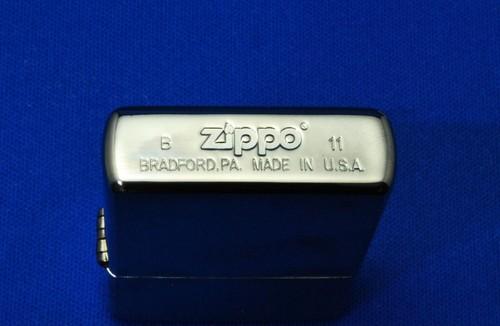 B zippo® 11
BRADFORD,PA. MADE IN U.S.A.